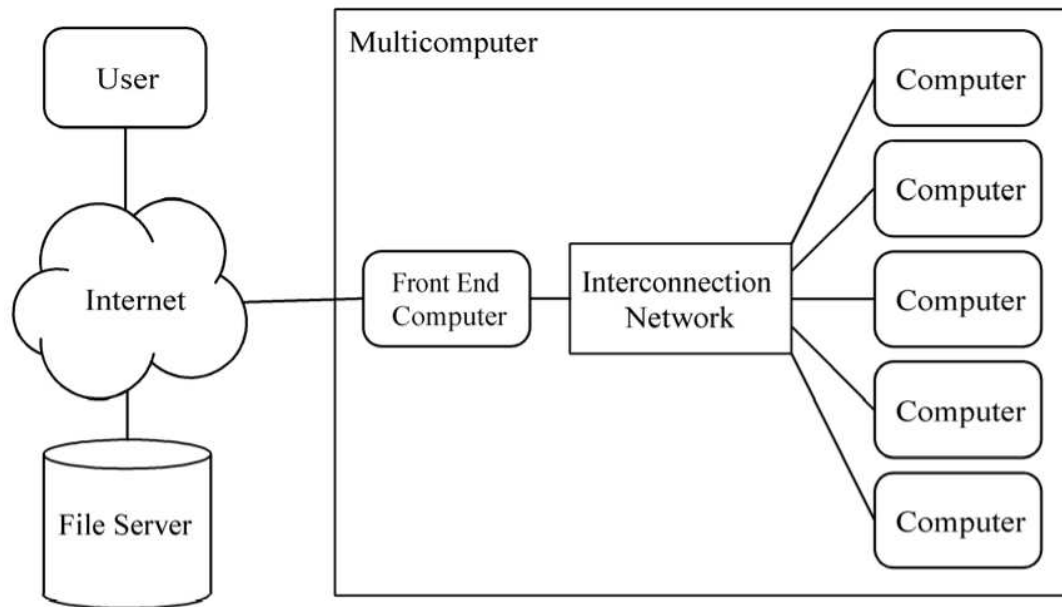 Multicomputer
User
Internet
File Server
Front End
Computer
Interconnection
Network
Computer
Computer
Computer
Computer
Computer